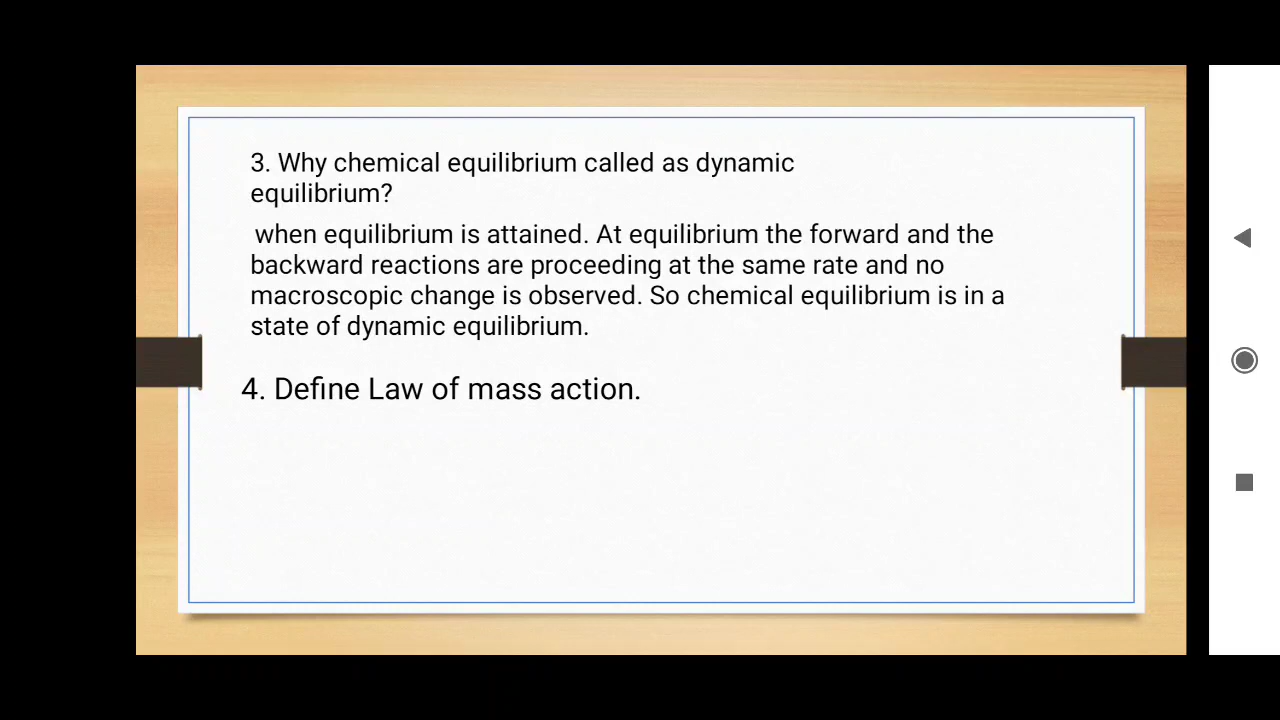 3. Why chemical equilibrium called as dynamic
equilibrium?
when equilibrium is attained. At equilibrium the forward and the
backward reactions are proceeding at the same rate and no
macroscopic change is observed. So chemical equilibrium is in a
state of dynamic equilibrium.
4. Define Law of mass action.